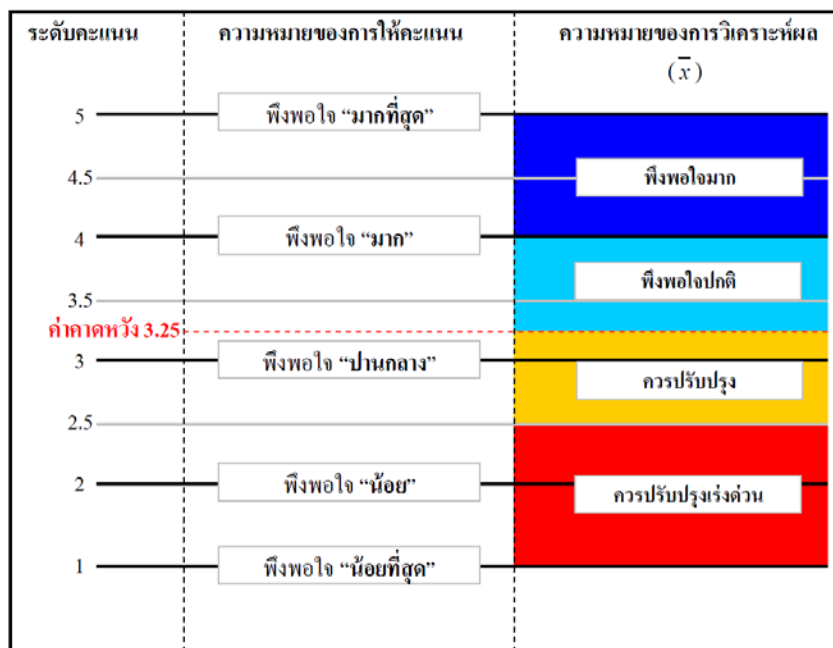 ระดับคะแนน ความหมายของการให้คะแนน ความหมายของการวิเคราะห์ผล
(x̄)
5 พึงพอใจ “มากที่สุด”
4.5 พึงพอใจมาก
4 พึงพอใจ “มาก”
พึงพอใจปกติ
3.5
ค่าคาดหวัง 3.25
3 พึงพอใจ “ปานกลาง”
ควรปรับปรุง
2.5
2 พึงพอใจ “น้อย” ควรปรับปรุงเร่งด่วน
1 พึงพอใจ “น้อยที่สุด”